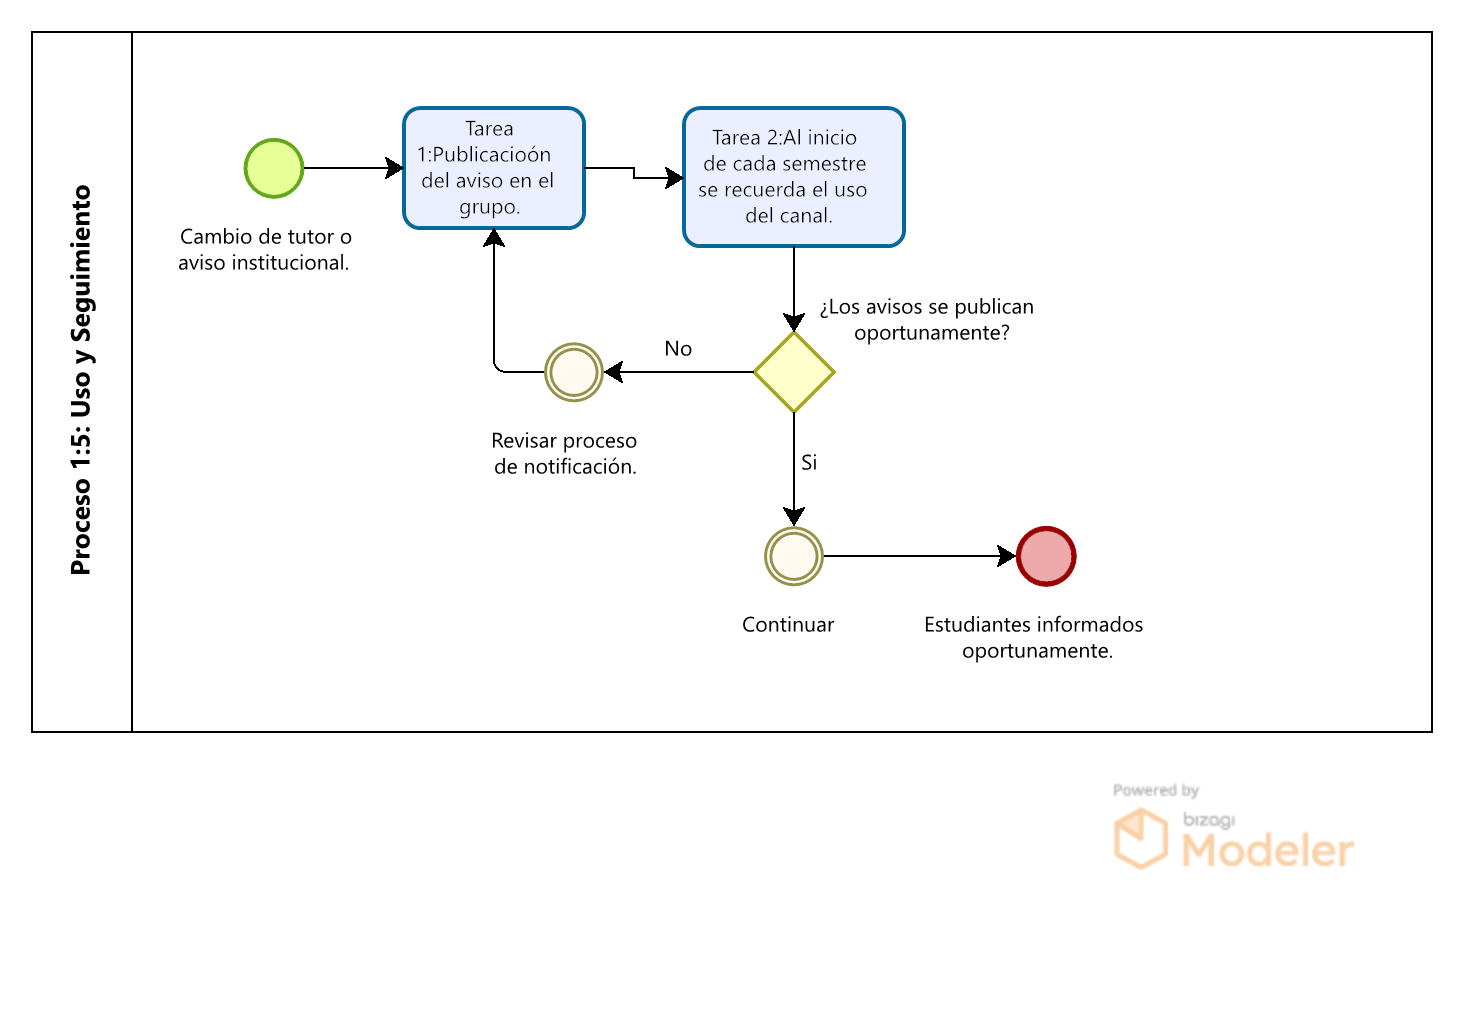 Proceso 1:5: Uso y Seguimiento
Cambio de tutor o
aviso institucional.
Tarea
1:Publicacioón
del aviso en el
grupo.
Tarea 2:Al inicio
de cada semestre
se recuerda el uso
del canal.
¿Los avisos se publican
oportunamente?
No
Revisar proceso
de notificación.
Si
Continuar
Estudiantes informados
oportunamente.
Powered by
bizagi
Modeler